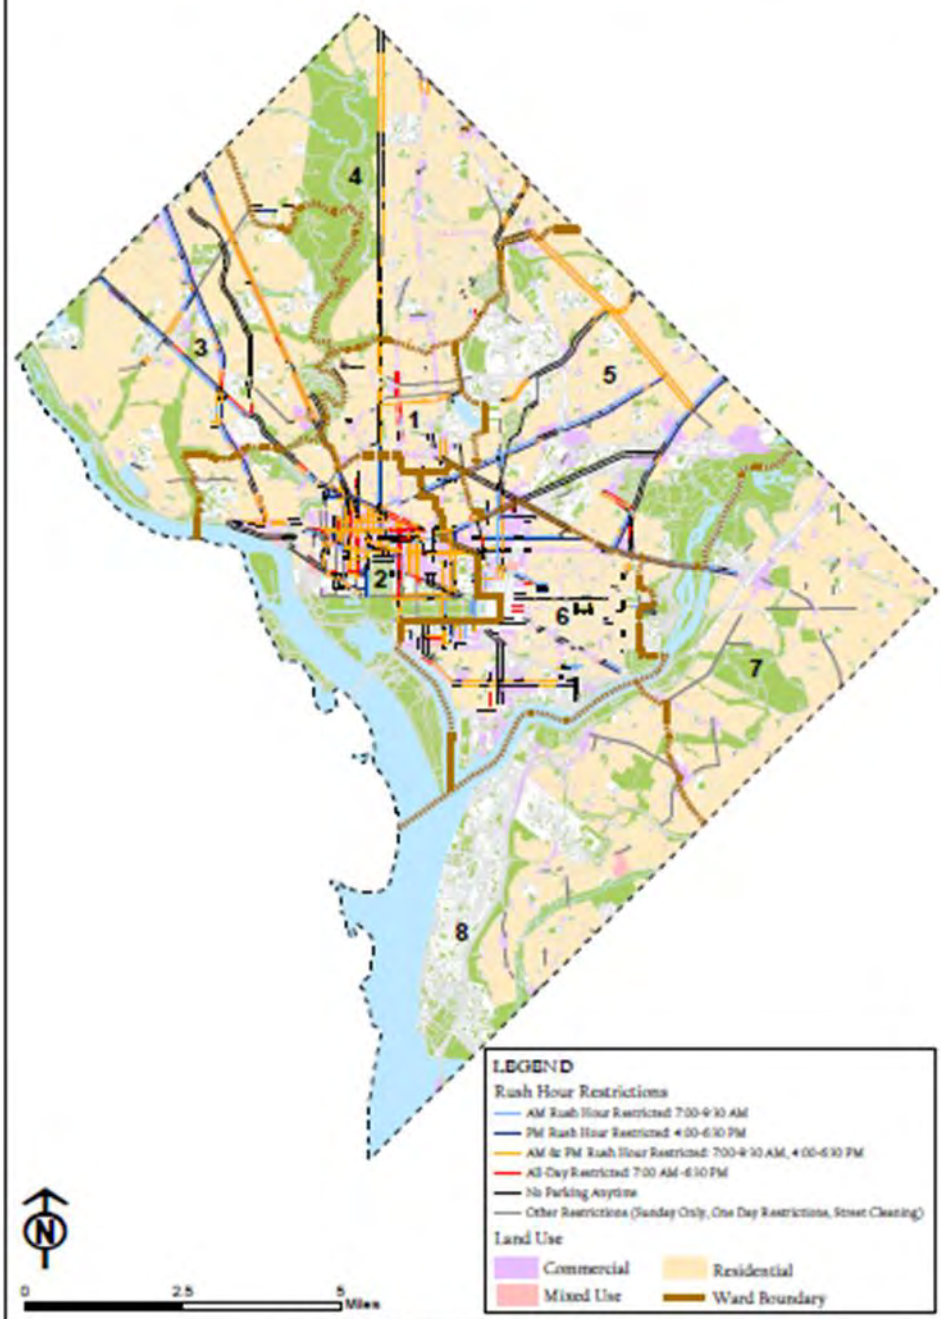 4
3
5
1
2
6
7
8
LEGEND
Rush Hour Restrictions
AM Rush Hour Restricted: 7:00-9:30 AM
PM Rush Hour Restricted: 4:00-6:30 PM
AM & PM Rush Hour Restricted: 7:00-9:30 AM, 4:00-6:30 PM
All-Day Restricted: 7:00 AM-6:30 PM
No Parking Anytime
Other Restrictions (Sunday Only, One Day Restrictions, Street Cleaning)
Land Use
Commercial Residential
Mixed Use Ward Boundary
N
0 2.5 5
Miles